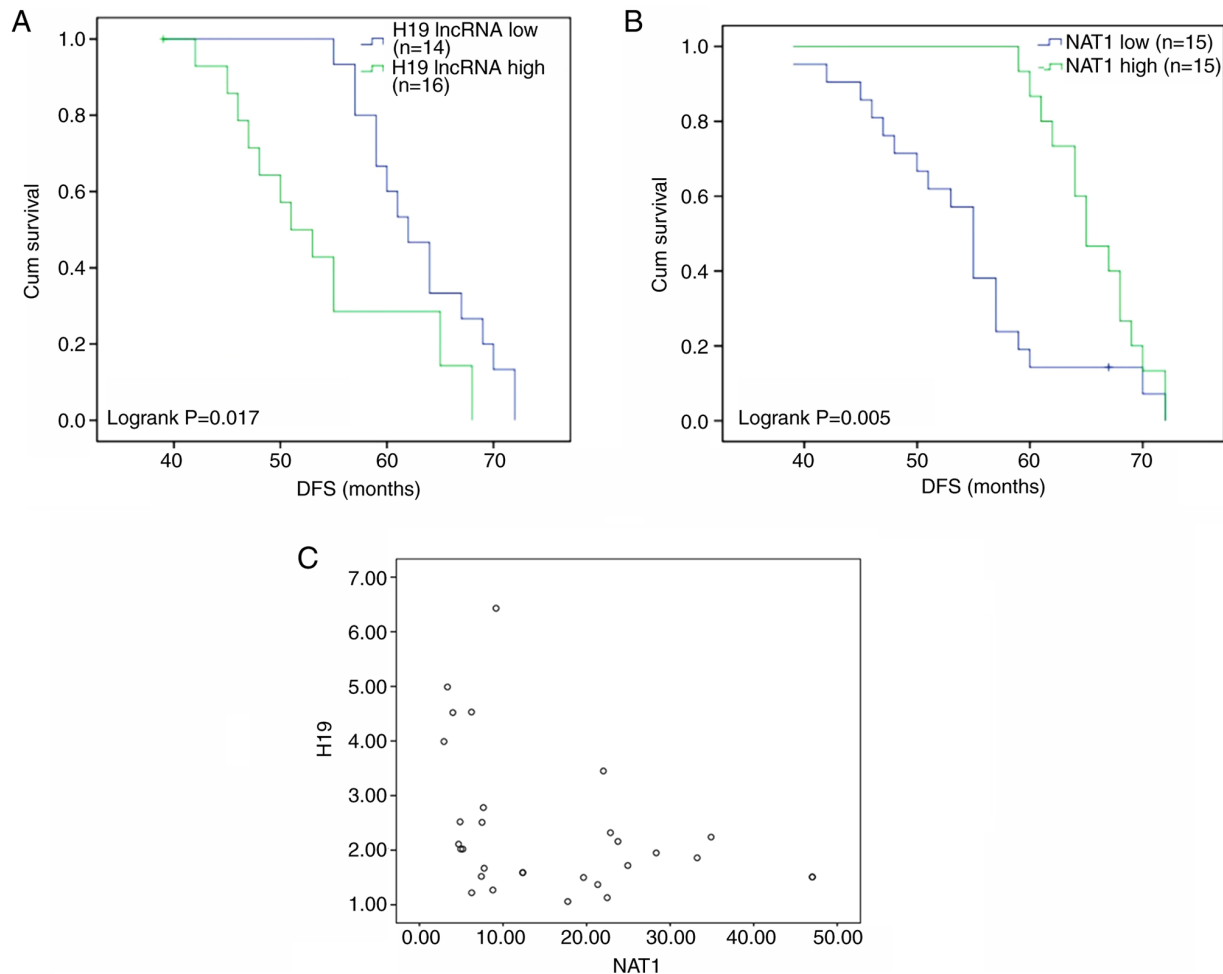 A
H19 lncRNA low
(n=14)
H19 lncRNA high
(n=16)
1.0
0.8
0.6
0.4
0.2
0.0
Cum survival
Logrank P=0.017
40 50 60 70
DFS (months)
B
NAT1 low (n=15)
NAT1 high (n=15)
1.0
0.8
0.6
0.4
0.2
0.0
Cum survival
Logrank P=0.005
40 50 60 70
DFS (months)
C
7.00
6.00
5.00
4.00
3.00
2.00
1.00
H19
0.00 10.00 20.00 30.00 40.00 50.00
NAT1